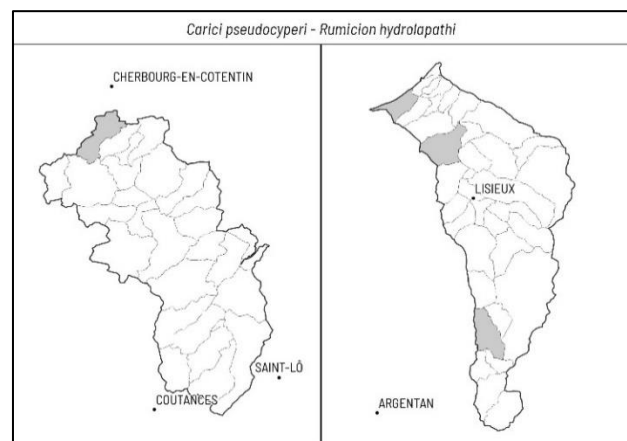 Carici pseudocyperi - Rumicion hydrolapathi
CHERBOURG-EN-COTENTIN
LISIEUX
SAINT-LÔ
COUTANCES
ARGENTAN